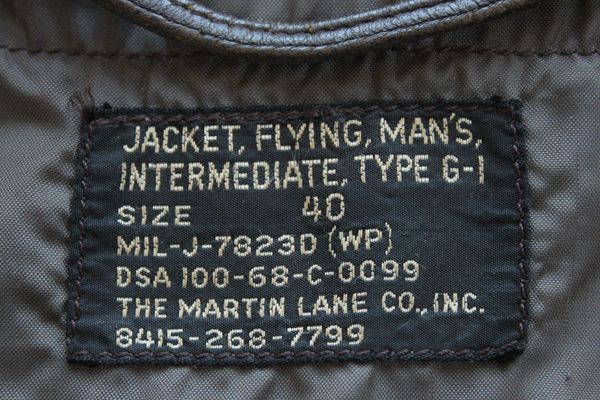 JACKET, FLYING, MAN'S,
INTERMEDIATE, TYPE G-1
SIZE 40
MIL-J-7823D (WP)
DSA 100-68-C-0099
THE MARTIN LANE CO., INC.
8415-268-7799